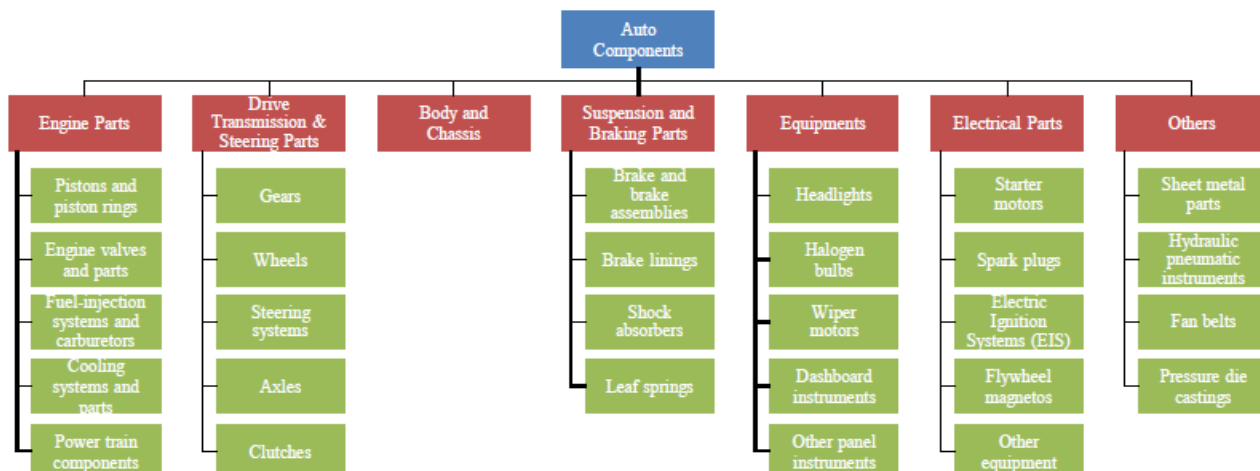 Auto
Components
Engine Parts
Drive
Transmission &
Steering Parts
Body and
Chassis
Suspension and
Braking Parts
Equipments
Electrical Parts
Others
Pistons and
piston rings
Engine valves
and parts
Fuel-injection
systems and
carburetors
Cooling
systems and
parts
Power train
components
Gears
Wheels
Steering
systems
Axles
Clutches
Brake and
brake
assemblies
Brake linings
Shock
absorbers
Leaf springs
Headlights
Halogen
bulbs
Wiper
motors
Dashboard
instruments
Other panel
instruments
Starter
motors
Spark plugs
Electric
Ignition
Systems (EIS)
Flywheel
magnetos
Other
equipment
Sheet metal
parts
Hydraulic
pneumatic
instruments
Fan belts
Pressure die
castings